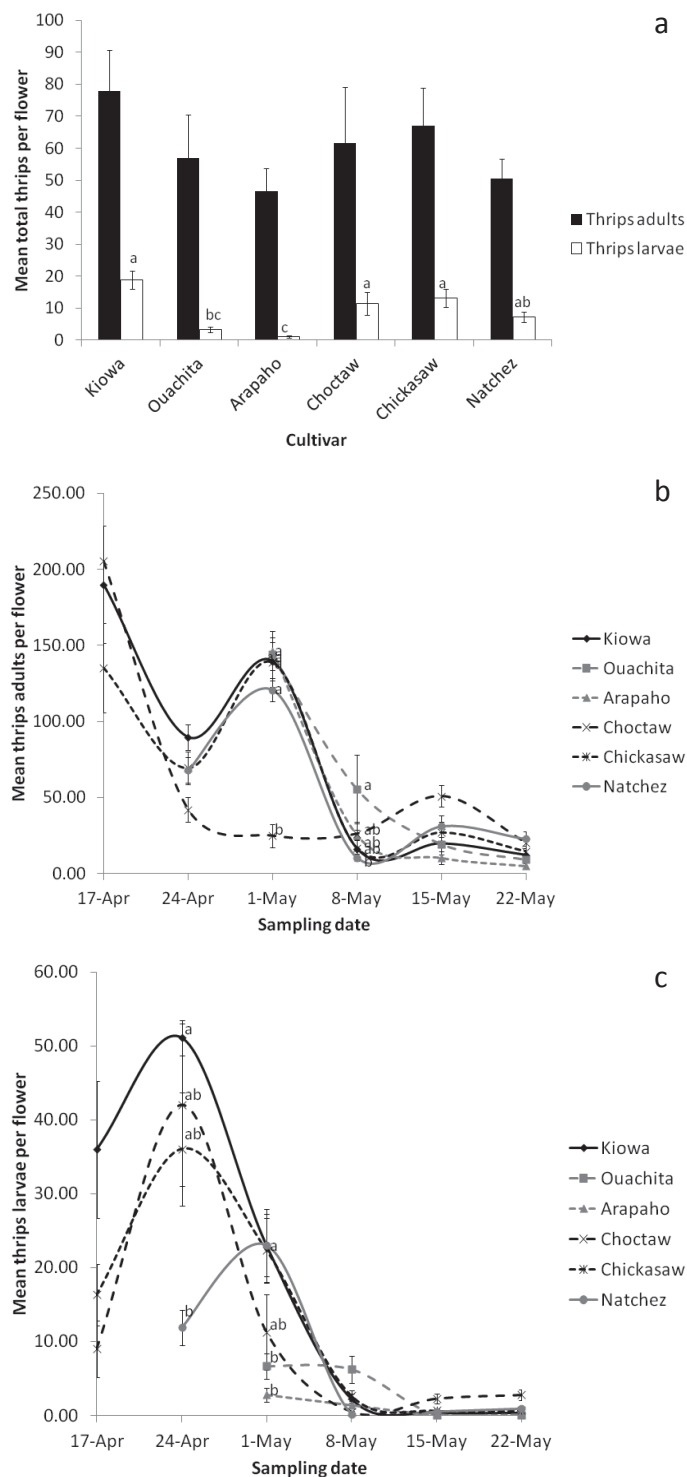 a
Mean total thrips per flower
100
90
80
70
60
50
40
30
20
10
0
a
bc
c
a
a
ab
Kiowa
Ouachita
Arapaho
Choctaw
Chickasaw
Natchez
Cultivar
Thrips adults
Thrips larvae
b
Mean thrips adults per flower
250.00
200.00
150.00
100.00
50.00
0.00
a
a
b
a
ab
ab
ab
b
17-Apr
24-Apr
1-May
8-May
15-May
22-May
Sampling date
Kiowa
Ouachita
Arapaho
Choctaw
Chickasaw
Natchez
c
Mean thrips larvae per flower
60.00
50.00
40.00
30.00
20.00
10.00
0.00
a
ab
ab
b
a
ab
b
b
17-Apr
24-Apr
1-May
8-May
15-May
22-May
Sampling date
Kiowa
Ouachita
Arapaho
Choctaw
Chickasaw
Natchez